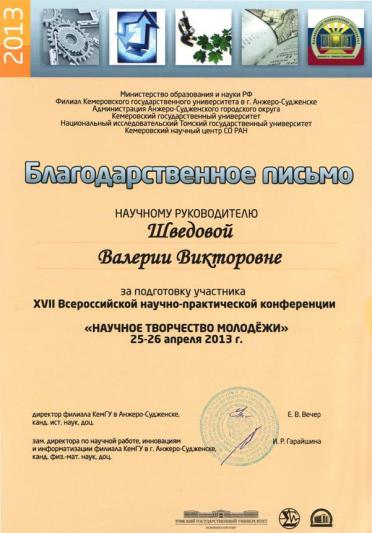 2013
Министерство образования и науки РФ
Филиал Кемеровского государственного университета в г. Анжеро-Судженске
Администрация Анжеро-Судженского городского округа
Кемеровский государственный университет
Национальный исследовательский Томский государственный университет
Кемеровский научный центр СО РАН
Благодарственное письмо
НАУЧНОМУ РУКОВОДИТЕЛЮ
Шведовой
Валерии Викторовне
за подготовку участника
XVII Всероссийской научно-практической конференции
«НАУЧНОЕ ТВОРЧЕСТВО МОЛОДЁЖИ»
25-26 апреля 2013 г.
директор филиала КемГУ в Анжеро-Судженске,
канд. ист. наук, доц.
Е. В. Вечер
зам. директора по научной работе, инновациям
и информатизации филиала КемГУ в г. Анжеро-Судженске,
канд. физ.-мат. наук, доц.
И. Р. Гарайшина
ТОМСКИЙ ГОСУДАРСТВЕННЫЙ УНИВЕРСИТЕТ